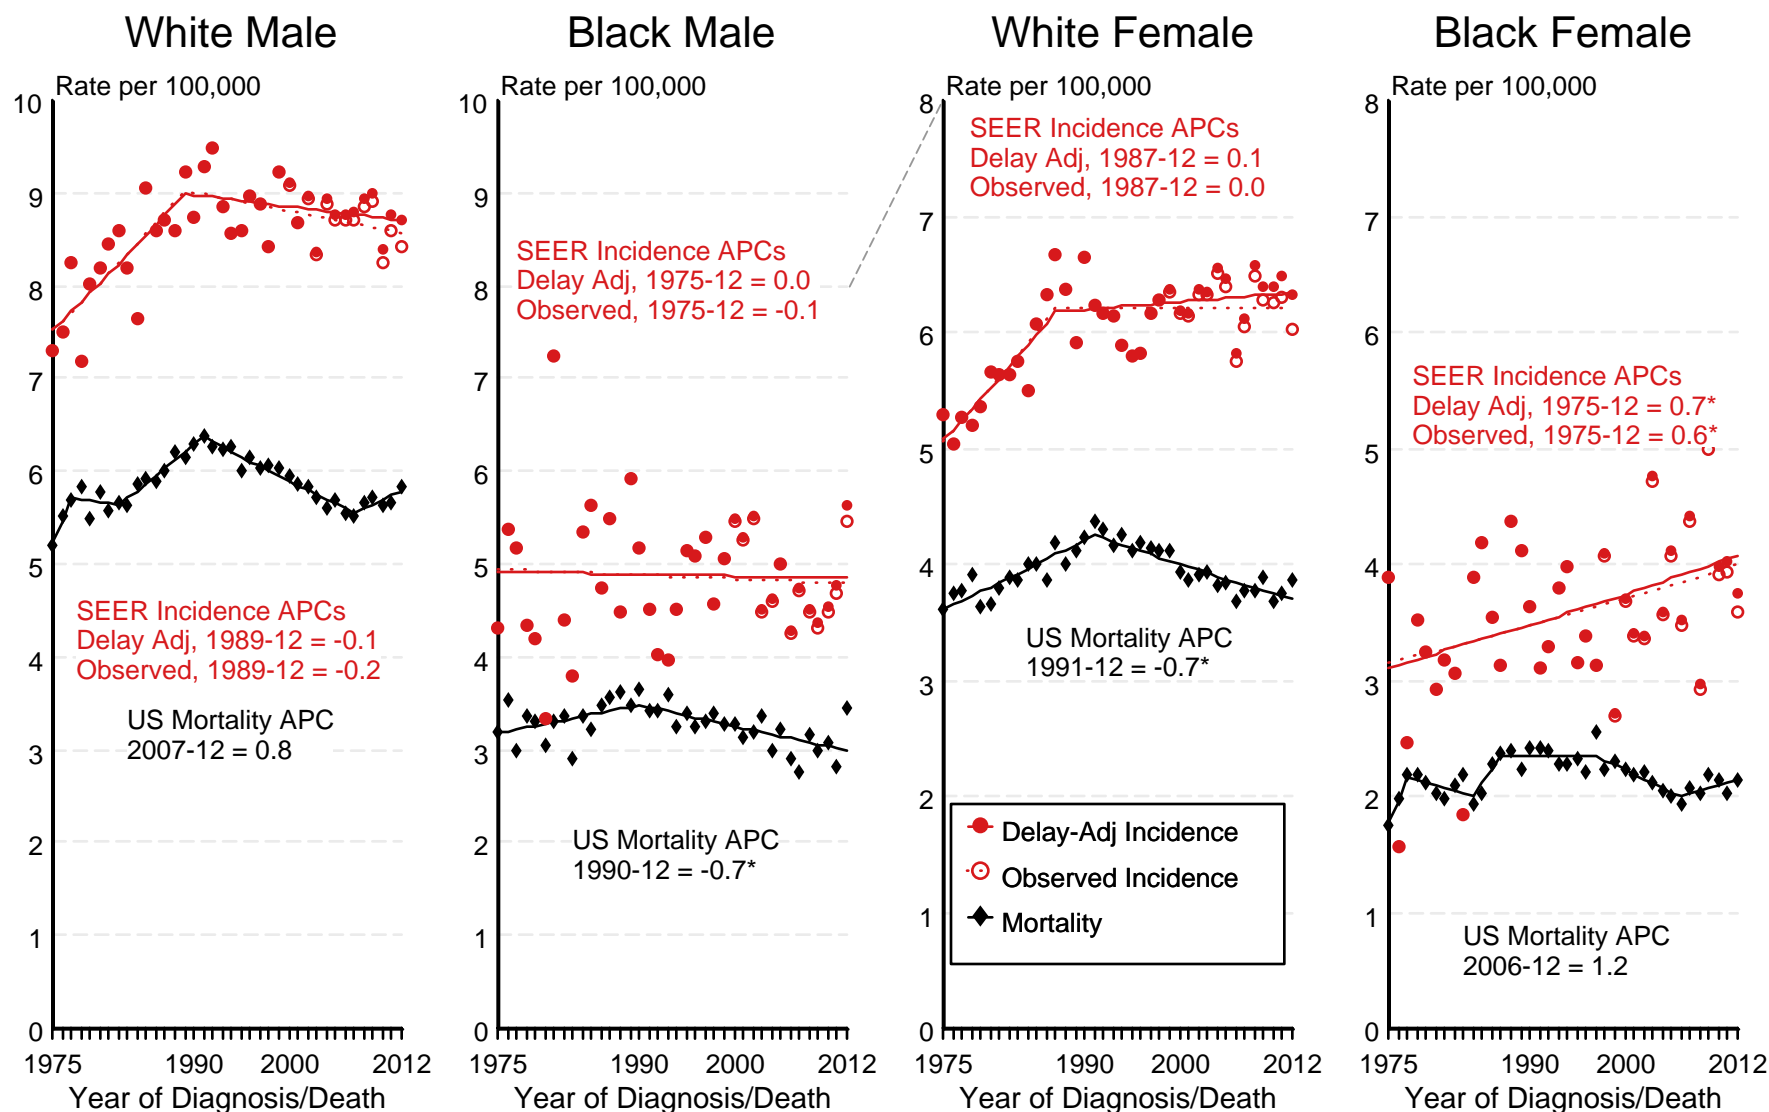 White Male
Rate per 100,000
10
9
8
7
6
5
4
3
2
1
0
SEER Incidence APCs
Delay Adj, 1989-12 = -0.1
Observed, 1989-12 = -0.2
US Mortality APC
2007-12 = 0.8
1975 1990 2000 2012
Year of Diagnosis/Death
Black Male
Rate per 100,000
10
9
8
7
6
5
4
3
2
1
0
SEER Incidence APCs
Delay Adj, 1975-12 = 0.0
Observed, 1975-12 = -0.1
US Mortality APC
1990-12 = -0.7*
1975 1990 2000 2012
Year of Diagnosis/Death
White Female
Rate per 100,000
8
7
6
5
4
3
2
1
0
SEER Incidence APCs
Delay Adj, 1987-12 = 0.1
Observed, 1987-12 = 0.0
US Mortality APC
1991-12 = -0.7*
Delay-Adj Incidence
Observed Incidence
Mortality
1975 1990 2000 2012
Year of Diagnosis/Death
Black Female
Rate per 100,000
8
7
6
5
4
3
2
1
0
SEER Incidence APCs
Delay Adj, 1975-12 = 0.7*
Observed, 1975-12 = 0.6*
US Mortality APC
2006-12 = 1.2
1975 1990 2000 2012
Year of Diagnosis/Death